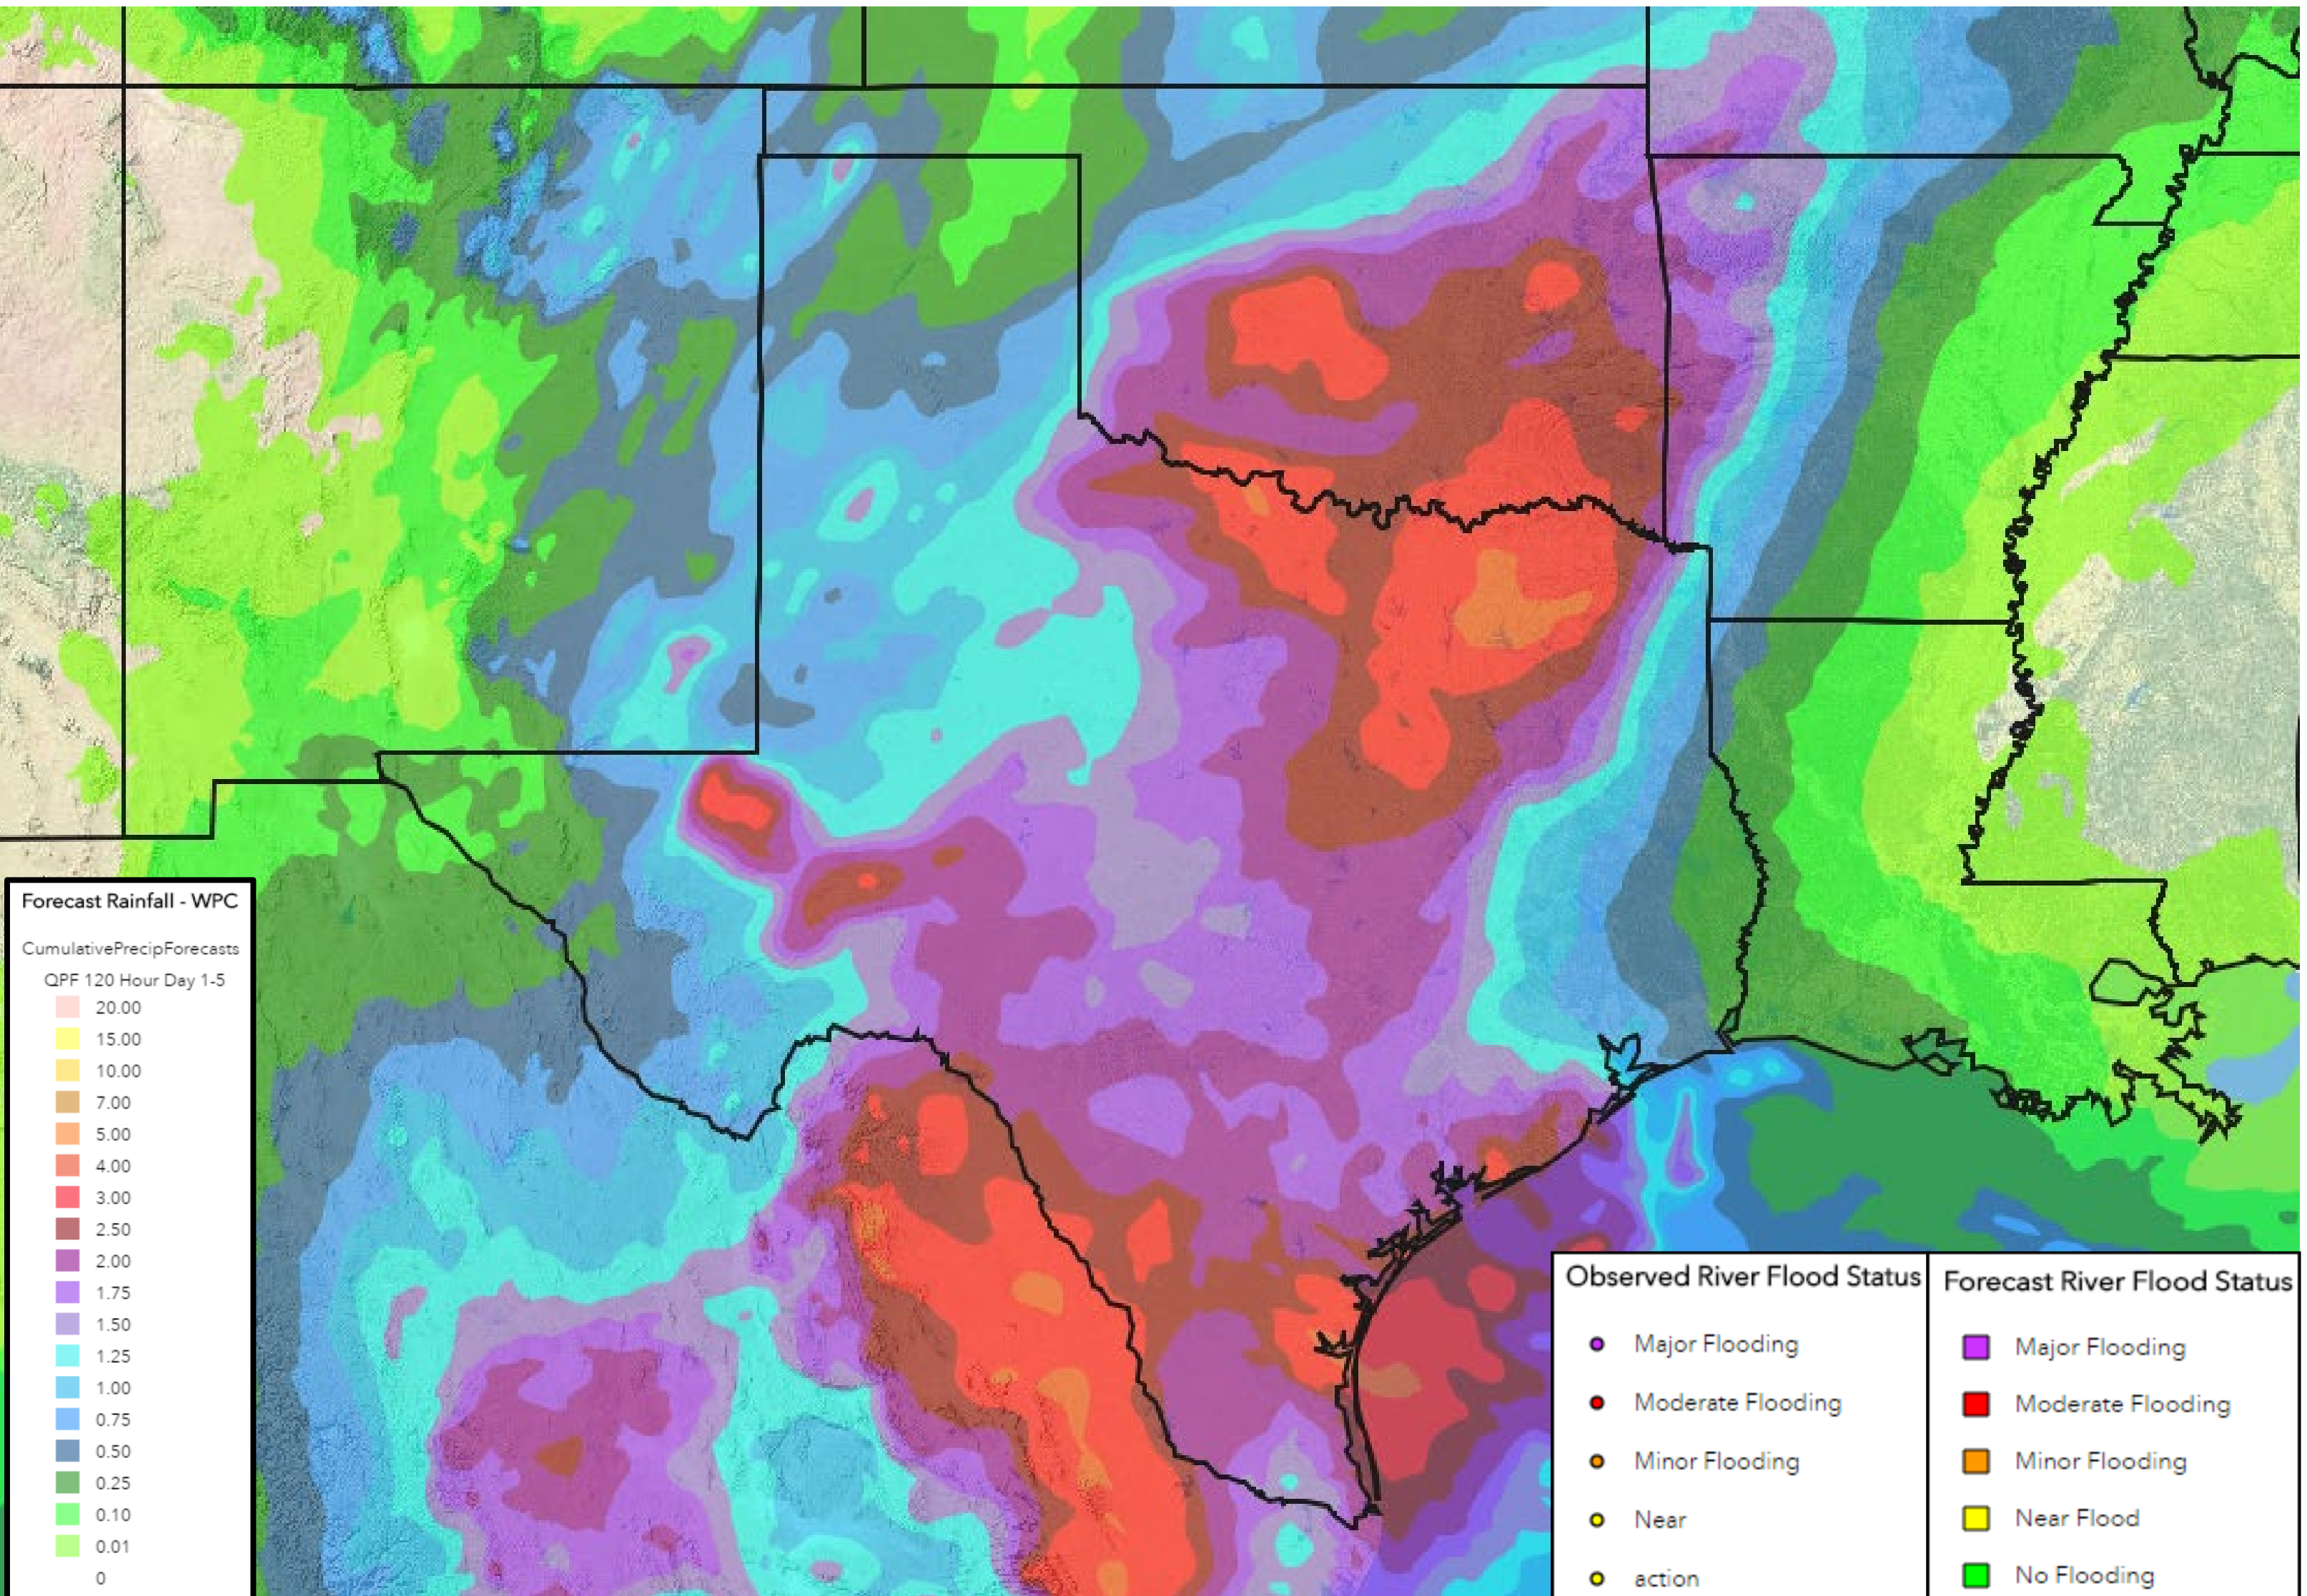 Forecast Rainfall - WPC
CumulativePrecipForecasts
QPF 120 Hour Day 1-5
20.00
15.00
10.00
7.00
5.00
4.00
3.00
2.50
2.00
1.75
1.50
1.25
1.00
0.75
0.50
0.25
0.10
0.01
0
Observed River Flood Status
Major Flooding
Moderate Flooding
Minor Flooding
Near
action
Forecast River Flood Status
Major Flooding
Moderate Flooding
Minor Flooding
Near Flood
No Flooding